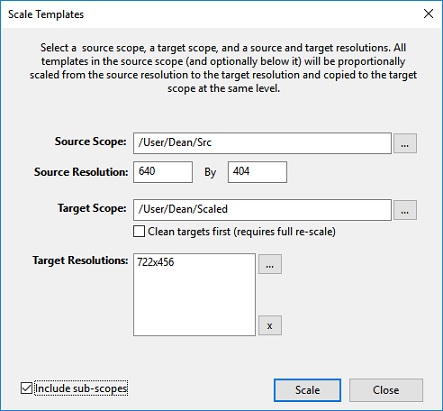 Scale Templates
Select a source scope, a target scope, and a source and target resolutions. All
templates in the source scope (and optionally below it) will be proportionally
scaled from the source resolution to the target resolution and copied to the target
scope at the same level.
Source Scope: /User/Dean/Src ...
Source Resolution: 640 By 404
Target Scope: /User/Dean/Scaled ...
Clean targets first (requires full re-scale)
Target Resolutions: 722x456 ...
x
Include sub-scopes Scale Close